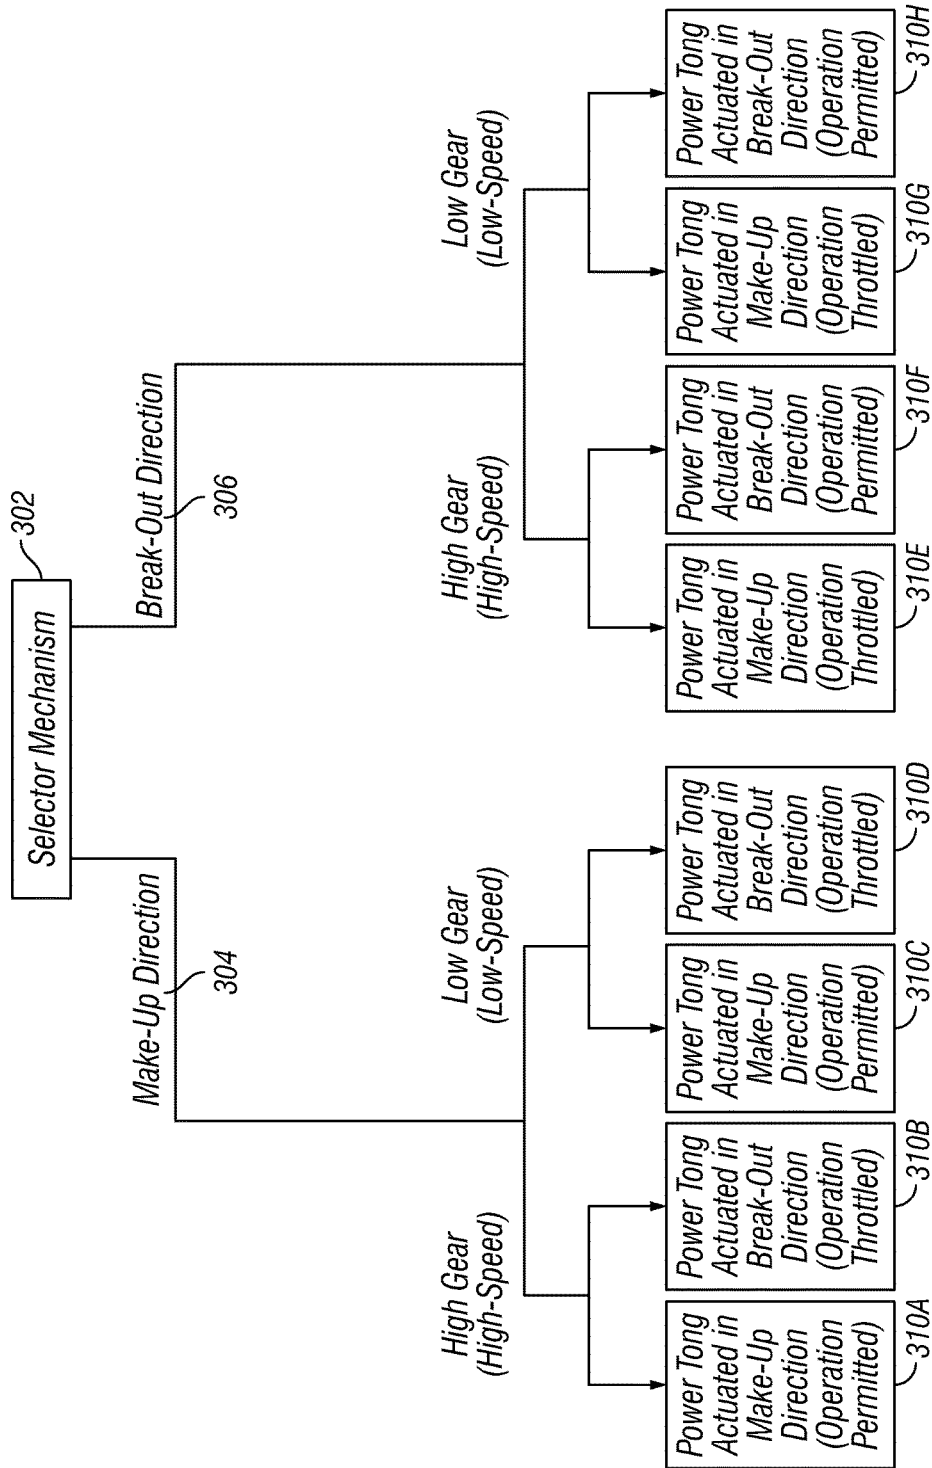 Selector Mechanism
302
Make-Up Direction
304
Break-Out Direction
306
High Gear
(High-Speed)
Low Gear
(Low-Speed)
High Gear
(High-Speed)
Low Gear
(Low-Speed)
Power Tong
Actuated in
Make-Up
Direction
(Operation
Permitted)
310A
Power Tong
Actuated in
Break-Out
Direction
(Operation
Throttled)
310B
Power Tong
Actuated in
Make-Up
Direction
(Operation
Permitted)
310C
Power Tong
Actuated in
Break-Out
Direction
(Operation
Throttled)
310D
Power Tong
Actuated in
Make-Up
Direction
(Operation
Throttled)
310E
Power Tong
Actuated in
Break-Out
Direction
(Operation
Permitted)
310F
Power Tong
Actuated in
Make-Up
Direction
(Operation
Throttled)
310G
Power Tong
Actuated in
Break-Out
Direction
(Operation
Permitted)
310H